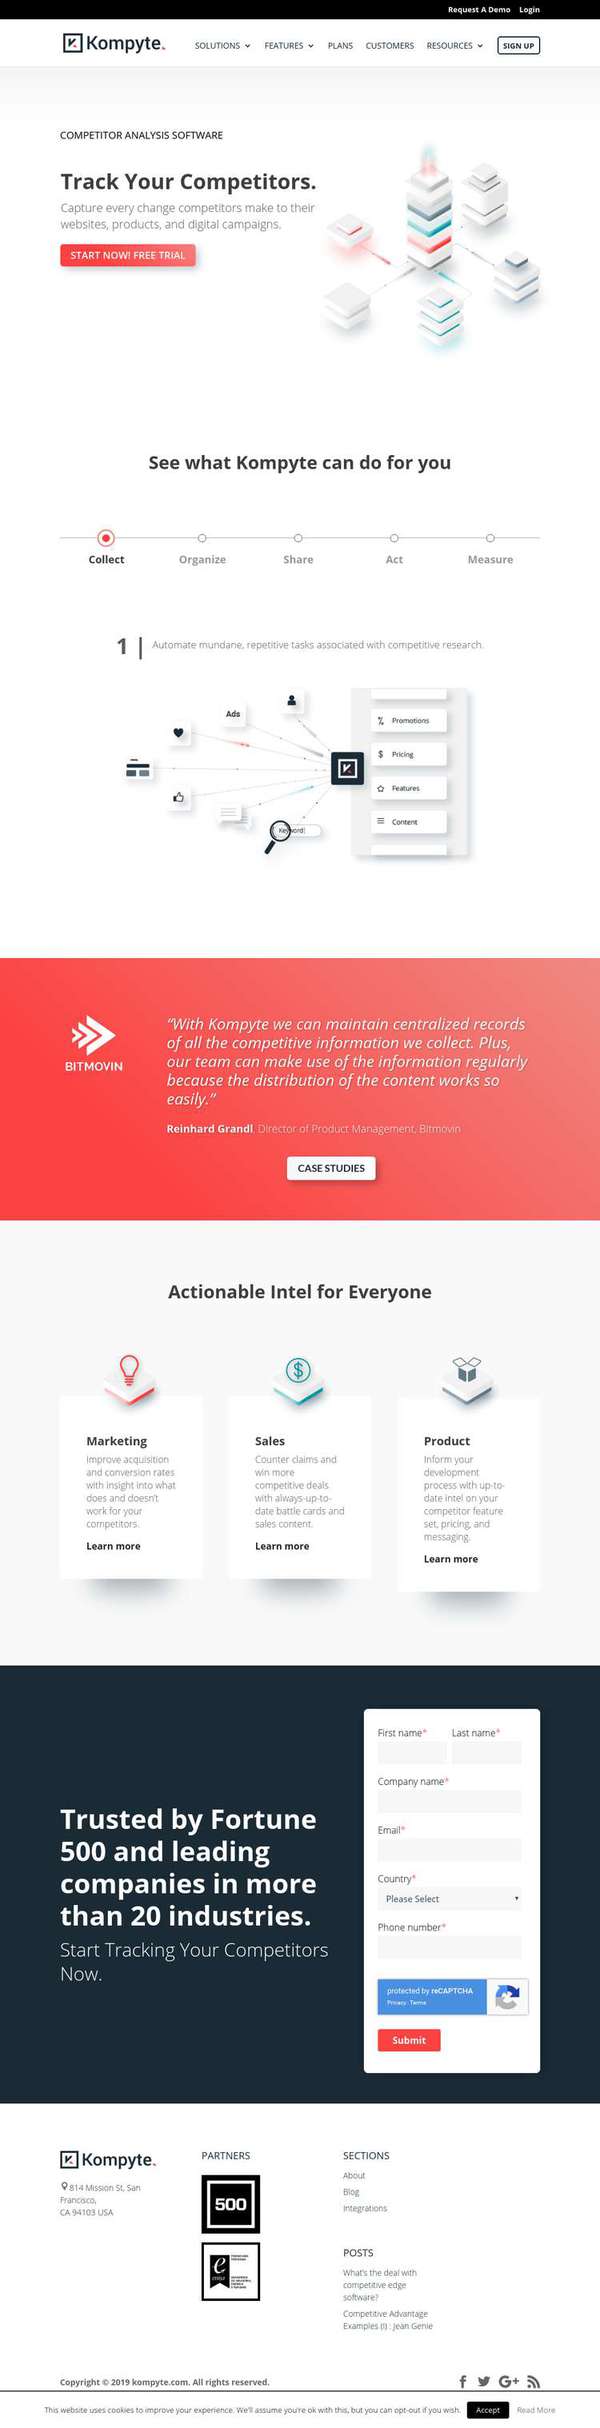 Request A Demo Login
Kompyte.
SOLUTIONS FEATURES PLANS CUSTOMERS RESOURCES SIGN UP
COMPETITOR ANALYSIS SOFTWARE
Track Your Competitors.
Capture every change competitors make to their
websites, products, and digital campaigns.
START NOW! FREE TRIAL
See what Kompyte can do for you
Collect Organize Share Act Measure
1 Automate mundane, repetitive tasks associated with competitive research.
Ads
Promotions
Pricing
Features
Content
Keyword
BITMOVIN
“With Kompyte we can maintain centralized records
of all the competitive information we collect. Plus,
our team can make use of the information regularly
because the distribution of the content works so
easily.”
Reinhard Grandl, Director of Product Management, Bitmovin
CASE STUDIES
Actionable Intel for Everyone
Marketing
Improve acquisition
and conversion rates
with insight into what
does and doesn't
work for your
competitors.
Learn more
Sales
Counter claims and
win more
competitive deals
with always-up-to-
date battle cards and
sales content.
Learn more
Product
Inform your
development
process with up-to-
date intel on your
competitor feature
set, pricing, and
messaging.
Learn more
Trusted by Fortune
500 and leading
companies in more
than 20 industries.
Start Tracking Your Competitors
Now.
First name* Last name*
Company name*
Email*
Country*
Please Select
Phone number*
protected by reCAPTCHA
Privacy - Terms
Submit
Kompyte.
814 Mission St, San
Francisco,
CA 94103 USA
PARTNERS
500
e
SECTIONS
About
Blog
Integrations
POSTS
What's the deal with
competitive edge
software?
Competitive Advantage
Examples (I) : Jean Genie
Copyright © 2019 kompyte.com. All rights reserved.
This website uses cookies to improve your experience. We'll assume you're ok with this, but you can opt-out if you wish. Accept Read More